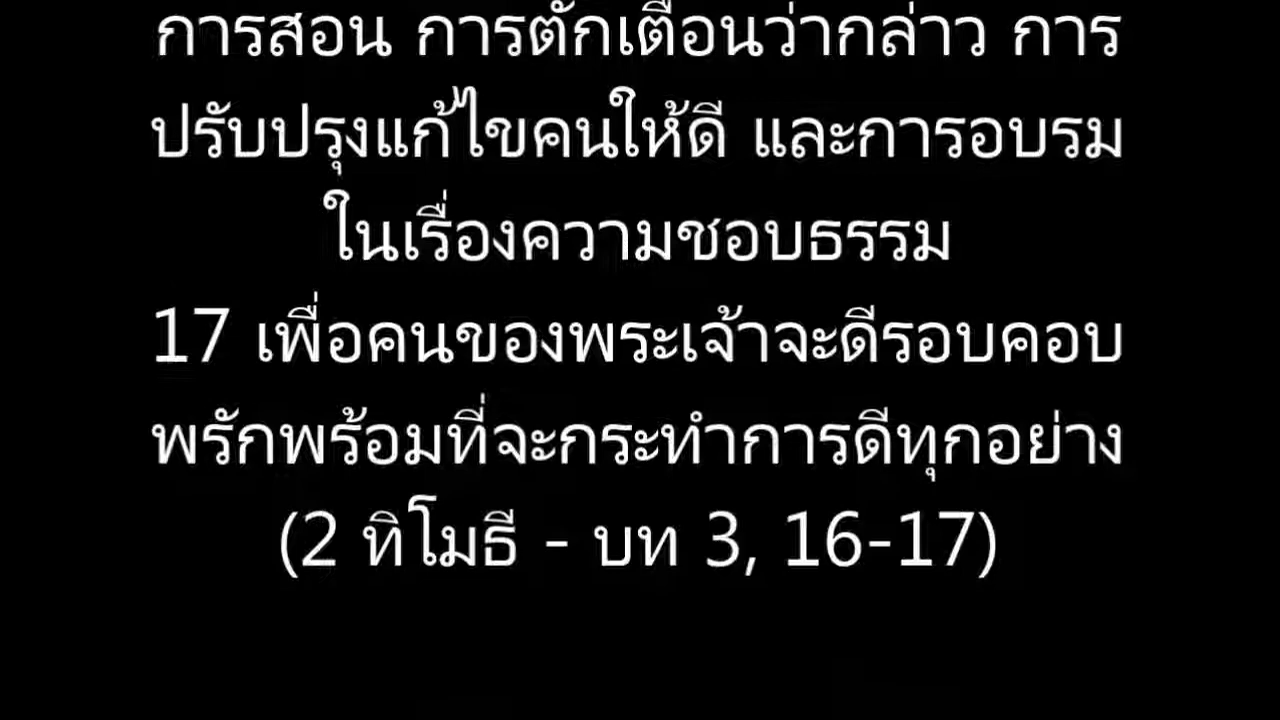 การสอน การตักเตือนว่ากล่าว การ
ปรับปรุงแก้ไขคนให้ดี และการอบรม
ในเรื่องความชอบธรรม
17 เพื่อคนของพระเจ้าจะดีรอบคอบ
พรักพร้อมที่จะกระทำการดีทุกอย่าง
(2 ทิโมธี - บท 3, 16-17)